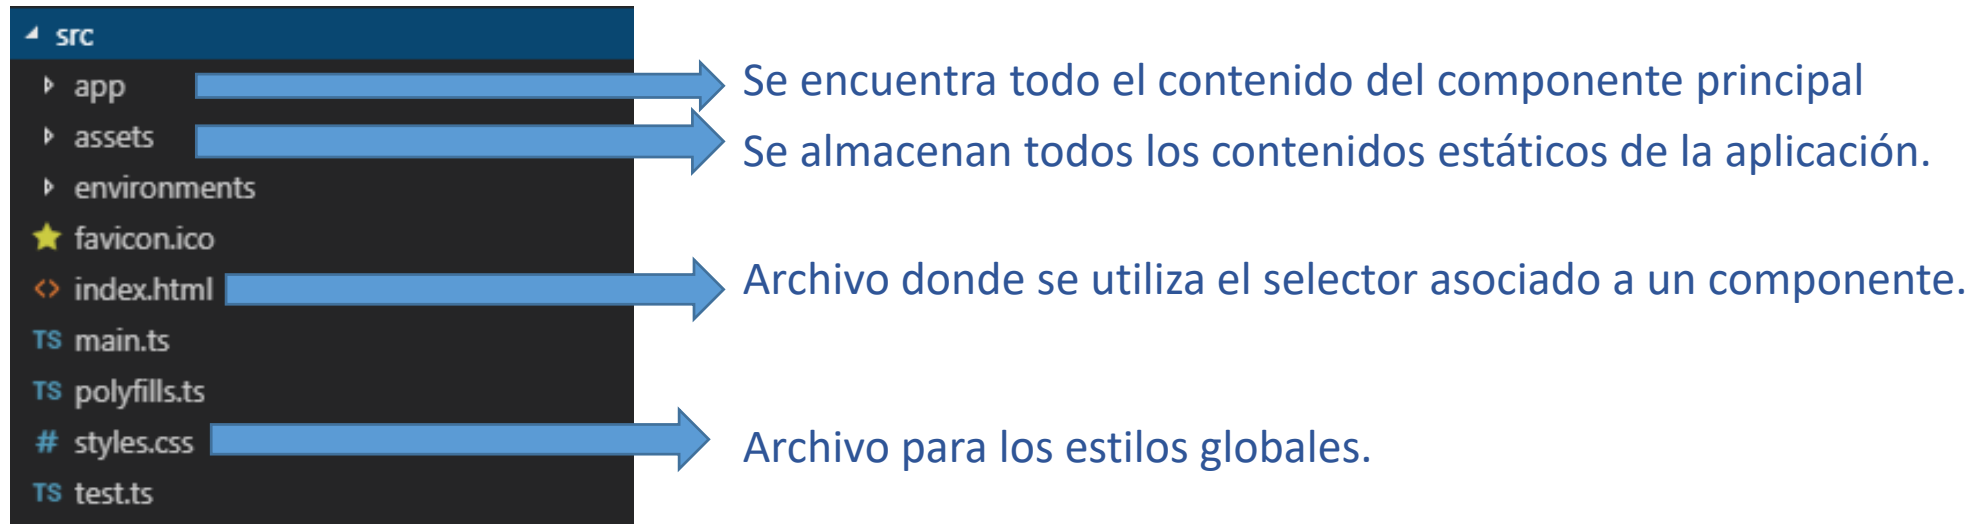 src
app
Se encuentra todo el contenido del componente principal
assets
Se almacenan todos los contenidos estáticos de la aplicación.
environments
favicon.ico
<> index.html
Archivo donde se utiliza el selector asociado a un componente.
TS main.ts
TS polyfills.ts
# styles.css
Archivo para los estilos globales.
TS test.ts